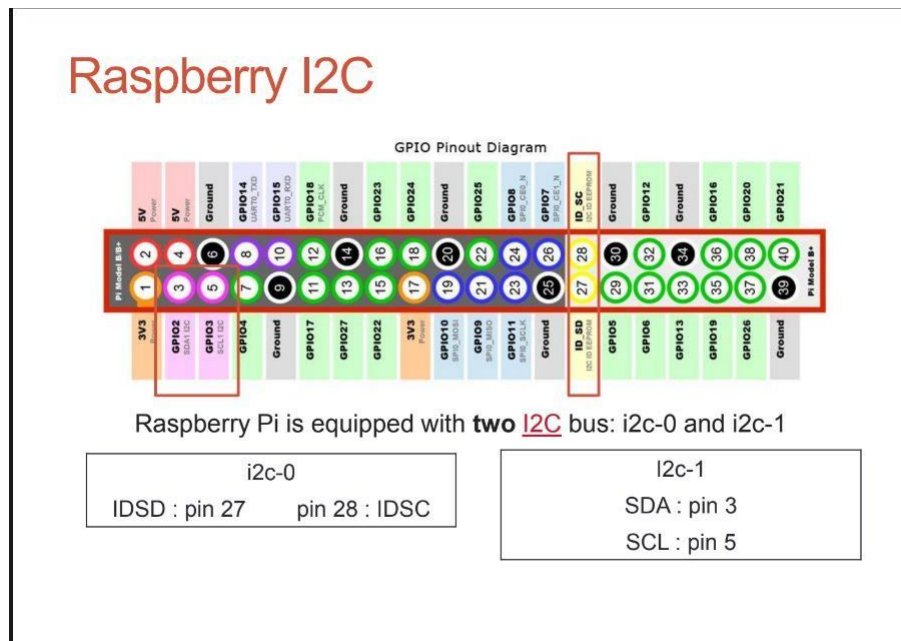 Raspberry I2C
GPIO Pinout Diagram
5V Power
5V Power
Ground
GPIO14 UART0_TXD
GPIO15 UART0_RXD
GPIO18 PCM_CLK
Ground
GPIO23
GPIO24
Ground
GPIO25
GPIO8 SPI0_CE0_N
GPIO7 SPI0_CE1_N
ID_SC I2C ID EEPROM
Ground
GPIO12
Ground
GPIO16
GPIO20
GPIO21
Pi Model B/B+
2 4 6 8 10 12 14 16 18 20 22 24 26 28 30 32 34 36 38 40
1 3 5 7 9 11 13 15 17 19 21 23 25 27 29 31 33 35 37 39
Pi Model B+
3V3 Power
GPIO2 SDA1 I2C
GPIO3 SCL1 I2C
GPIO4
Ground
GPIO17
GPIO27
GPIO22
3V3 Power
GPIO10 SPI0_MOSI
GPIO9 SPI0_MISO
GPIO11 SPI0_SCLK
Ground
ID_SD I2C ID EEPROM
GPIO5
GPIO6
GPIO13
GPIO19
GPIO26
Ground
Raspberry Pi is equipped with two I2C bus: i2c-0 and i2c-1
i2c-0
IDSD : pin 27 pin 28 : IDSC
I2c-1
SDA : pin 3
SCL : pin 5